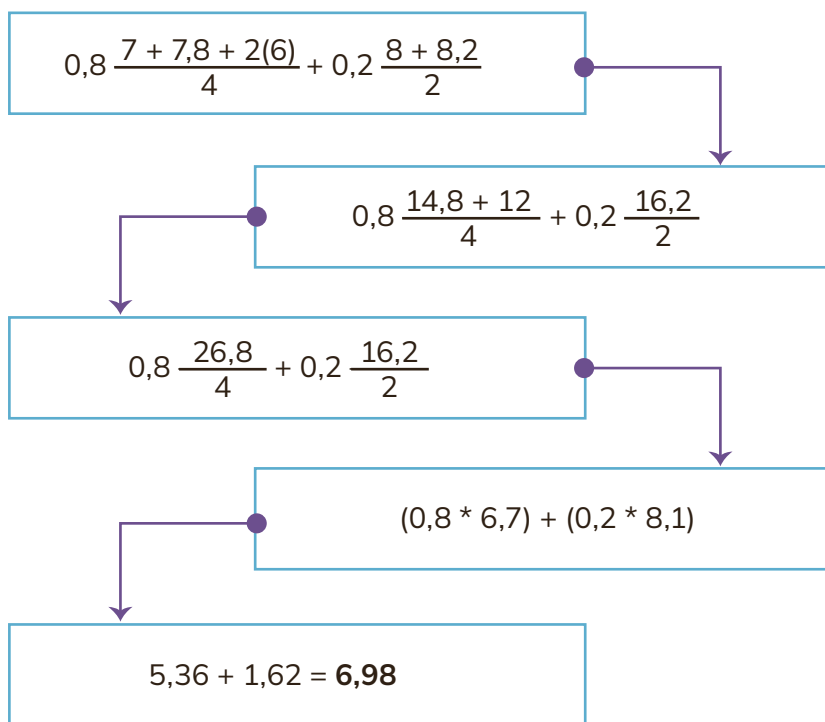 0,8 (7 + 7,8 + 2(6))/4 + 0,2 (8 + 8,2)/2
0,8 (14,8 + 12)/4 + 0,2 16,2/2
0,8 26,8/4 + 0,2 16,2/2
(0,8 * 6,7) + (0,2 * 8,1)
5,36 + 1,62 = 6,98